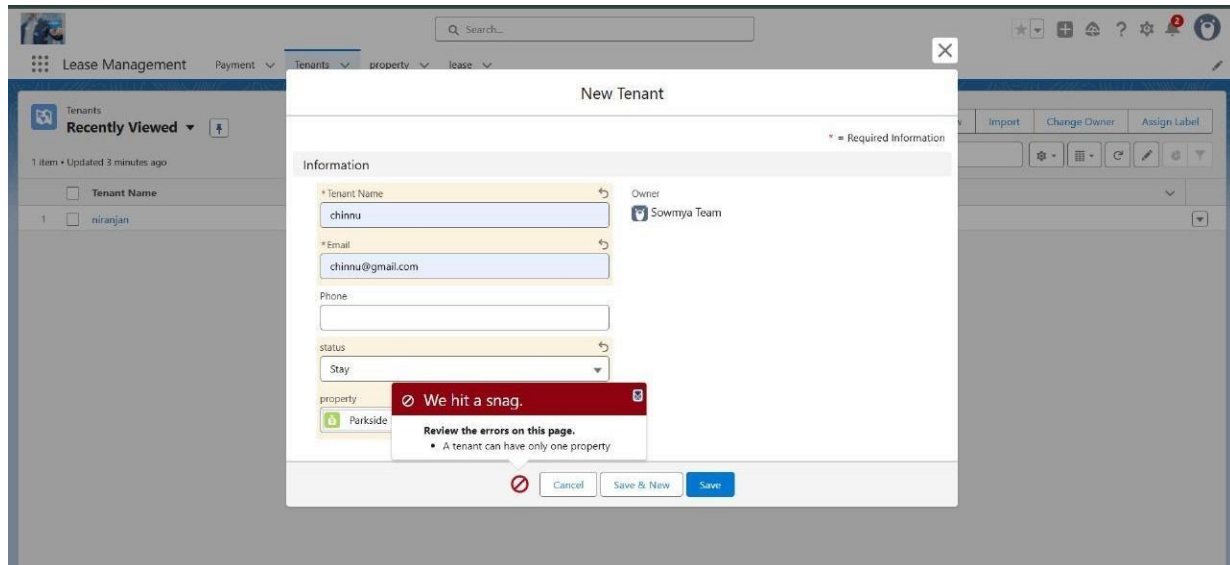 Search...
2
Lease Management Payment Tenants property lease
Tenants
Recently Viewed
Import Change Owner Assign Label
1 item • Updated 3 minutes ago
Tenant Name
1 niranjan
New Tenant
* = Required Information
Information
*Tenant Name
chinnu
Owner
Sowmya Team
*Email
chinnu@gmail.com
Phone
status
Stay
property
Parkside
We hit a snag.
Review the errors on this page.
• A tenant can have only one property
Cancel Save & New Save